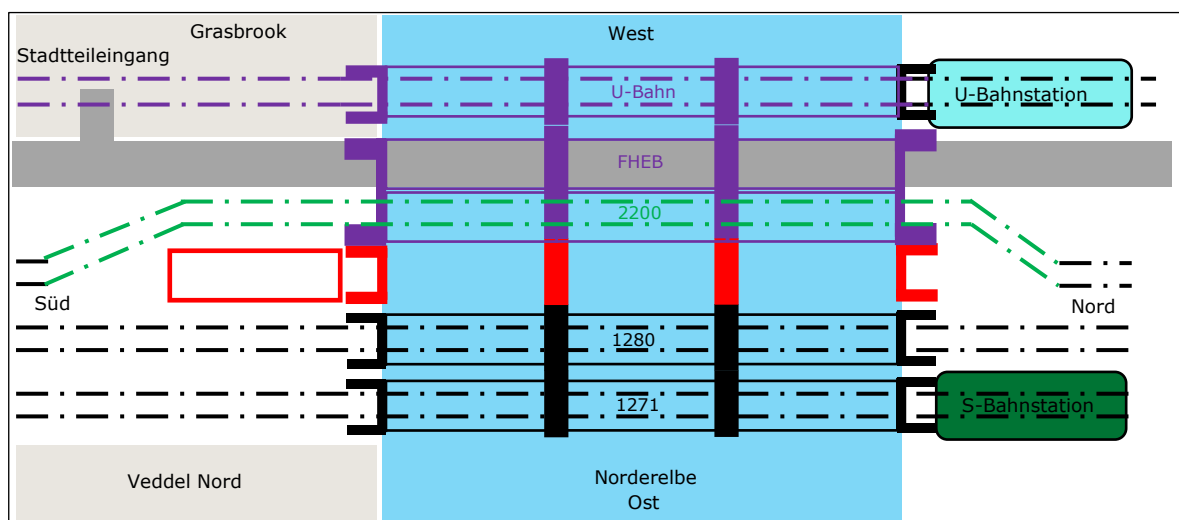 Grasbrook
West
Stadtteileingang
U-Bahn
U-Bahnstation
FHEB
2200
Süd
Nord
1280
1271
S-Bahnstation
Veddel Nord
Norderelbe
Ost